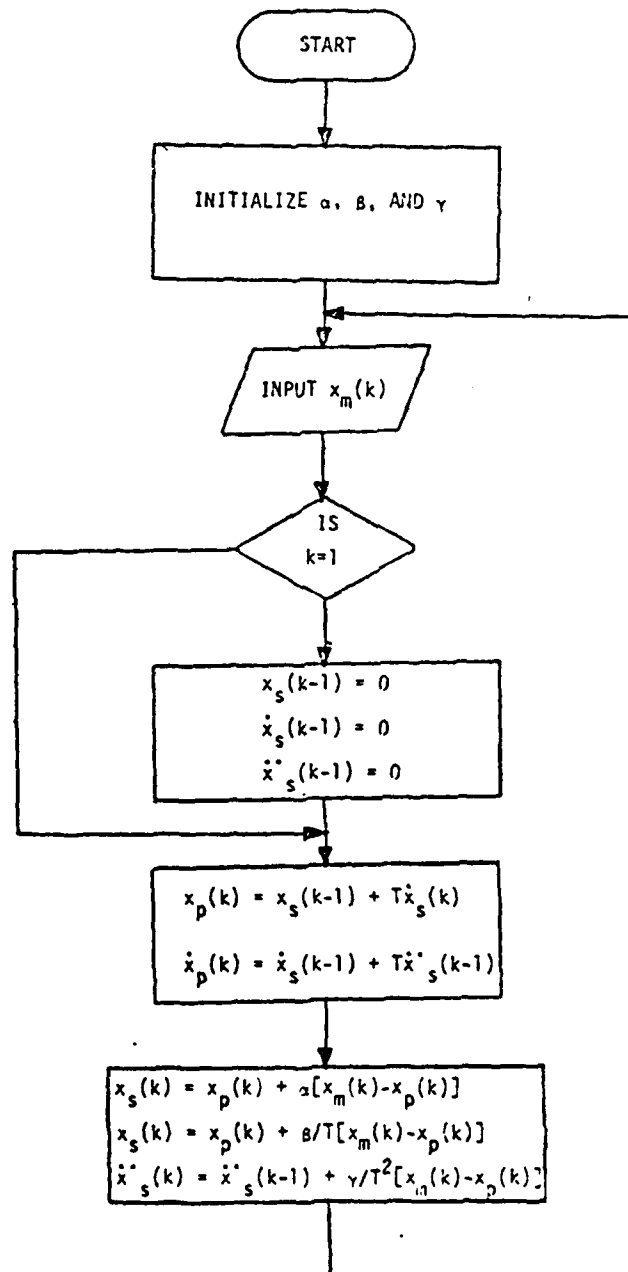 START
INITIALIZE α, β, AND γ
INPUT x_m(k)
IS
k=1
x_s(k-1) = 0
ẋ_s(k-1) = 0
ẍ_s(k-1) = 0
x_p(k) = x_s(k-1) + Tẋ_s(k)
ẋ_p(k) = ẋ_s(k-1) + Tẍ_s(k-1)
x_s(k) = x_p(k) + α[x_m(k)-x_p(k)]
x_s(k) = x_p(k) + β/T[x_m(k)-x_p(k)]
ẍ_s(k) = ẍ_s(k-1) + γ/T²[x_m(k)-x_p(k)]